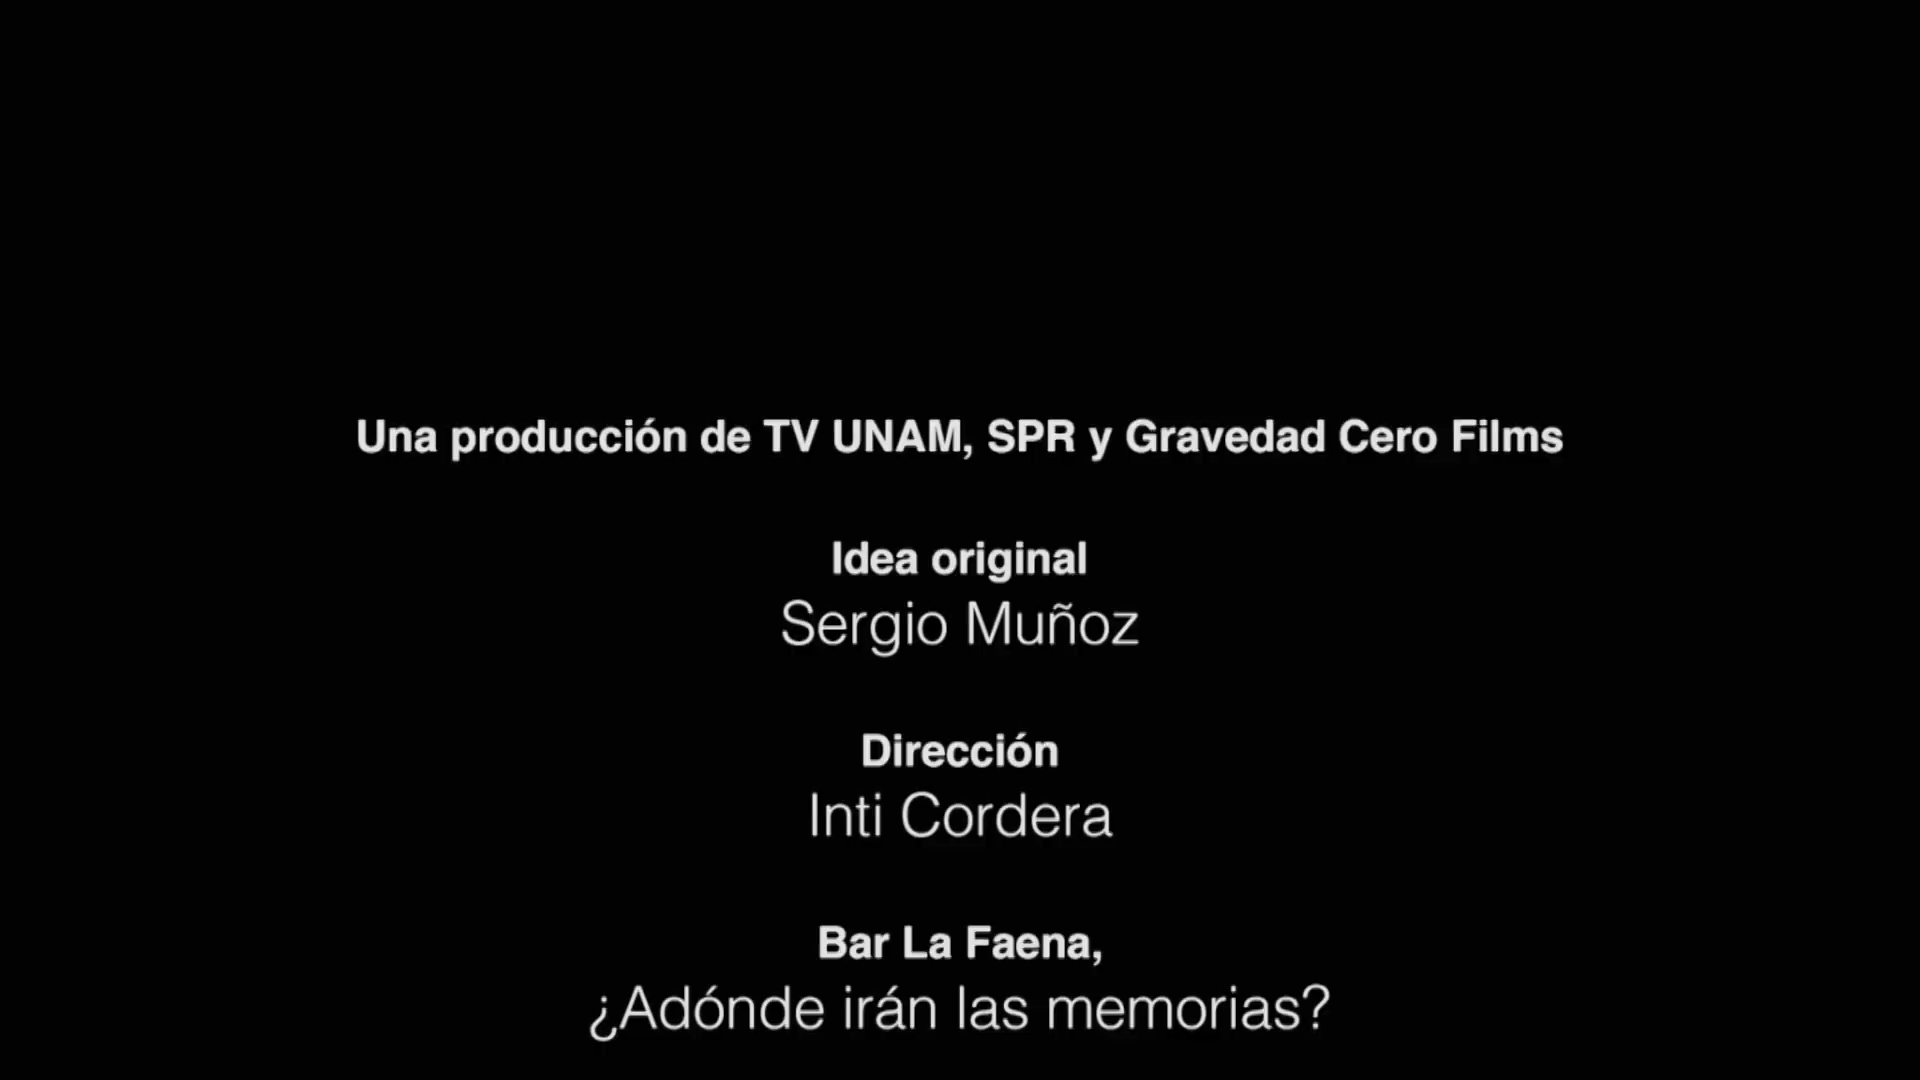 Una producción de TV UNAM, SPR y Gravedad Cero Films
Idea original
Sergio Muñoz
Dirección
Inti Cordera
Bar La Faena,
¿Adónde irán las memorias?